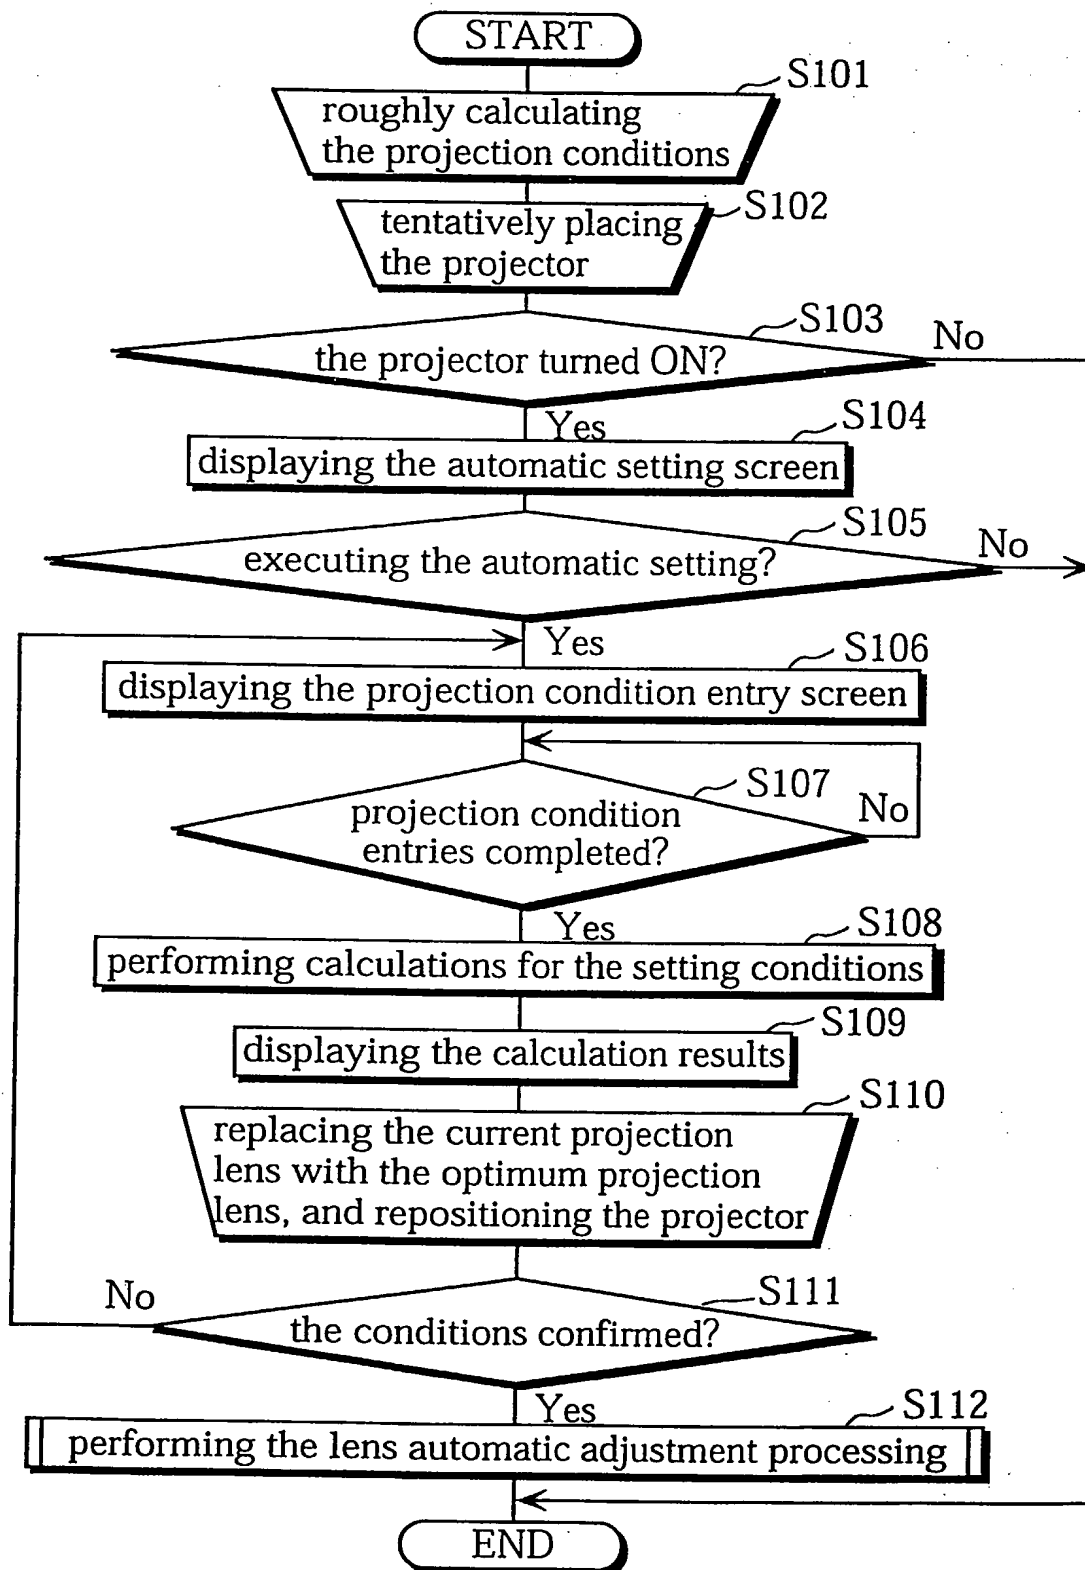 START
S101
roughly calculating
the projection conditions
S102
tentatively placing
the projector
S103
the projector turned ON?
No
Yes
S104
displaying the automatic setting screen
S105
executing the automatic setting?
No
Yes
S106
displaying the projection condition entry screen
S107
projection condition
entries completed?
No
Yes
S108
performing calculations for the setting conditions
S109
displaying the calculation results
S110
replacing the current projection
lens with the optimum projection
lens, and repositioning the projector
S111
the conditions confirmed?
No
Yes
S112
performing the lens automatic adjustment processing
END